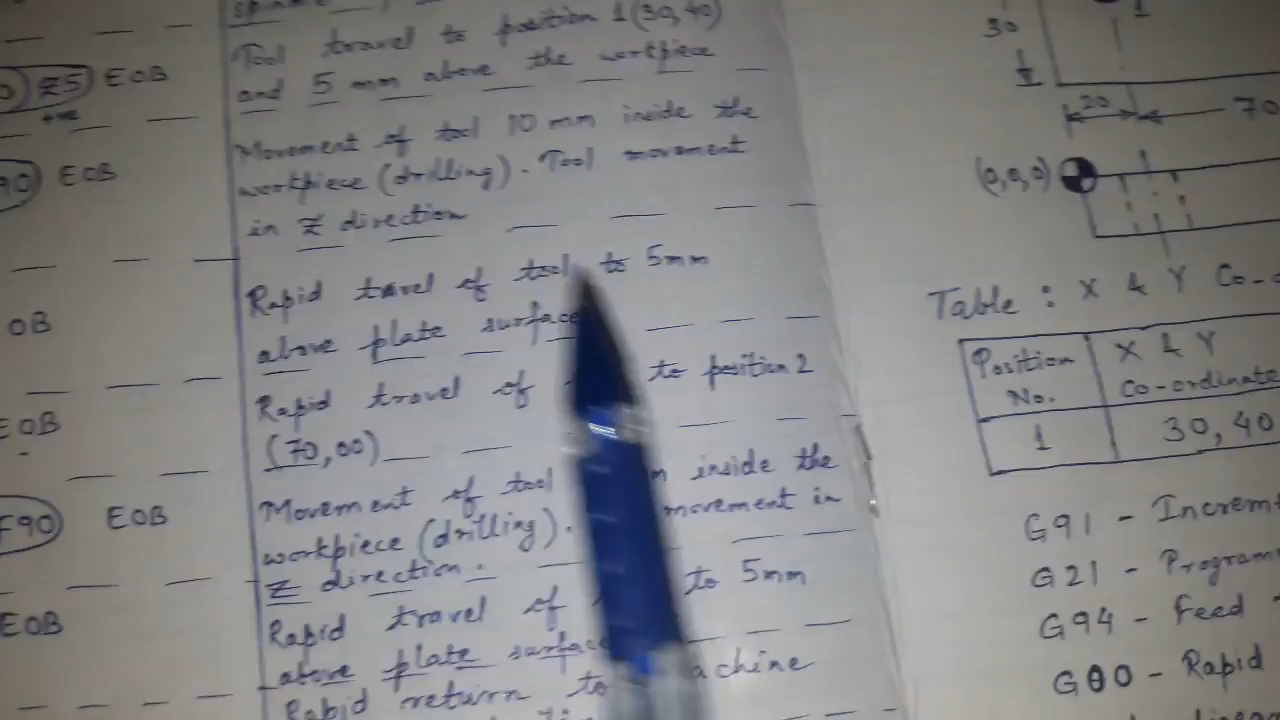 Z5 EOB
+ve
EOB
OB
EOB
F90 EOB
EOB
Tool travel to position 1(30,40)
and 5 mm above the workpiece
Movement of tool 10 mm inside the
workpiece (drilling). Tool movement
in Z direction
Rapid travel of tool to 5mm
above plate surface
Rapid travel of to position 2
(70,00)
Movement of tool inside the
workpiece (drilling). movement in
Z direction.
Rapid travel of to 5mm
above plate surface
Rapid return to machine
30
1
20
70
(0,0,0)
Table : X & Y Co-o
Position No.
X & Y Co-ordinate
1
30, 40
G91 - Increm
G21 - Program
G94 - Feed
G00 - Rapid